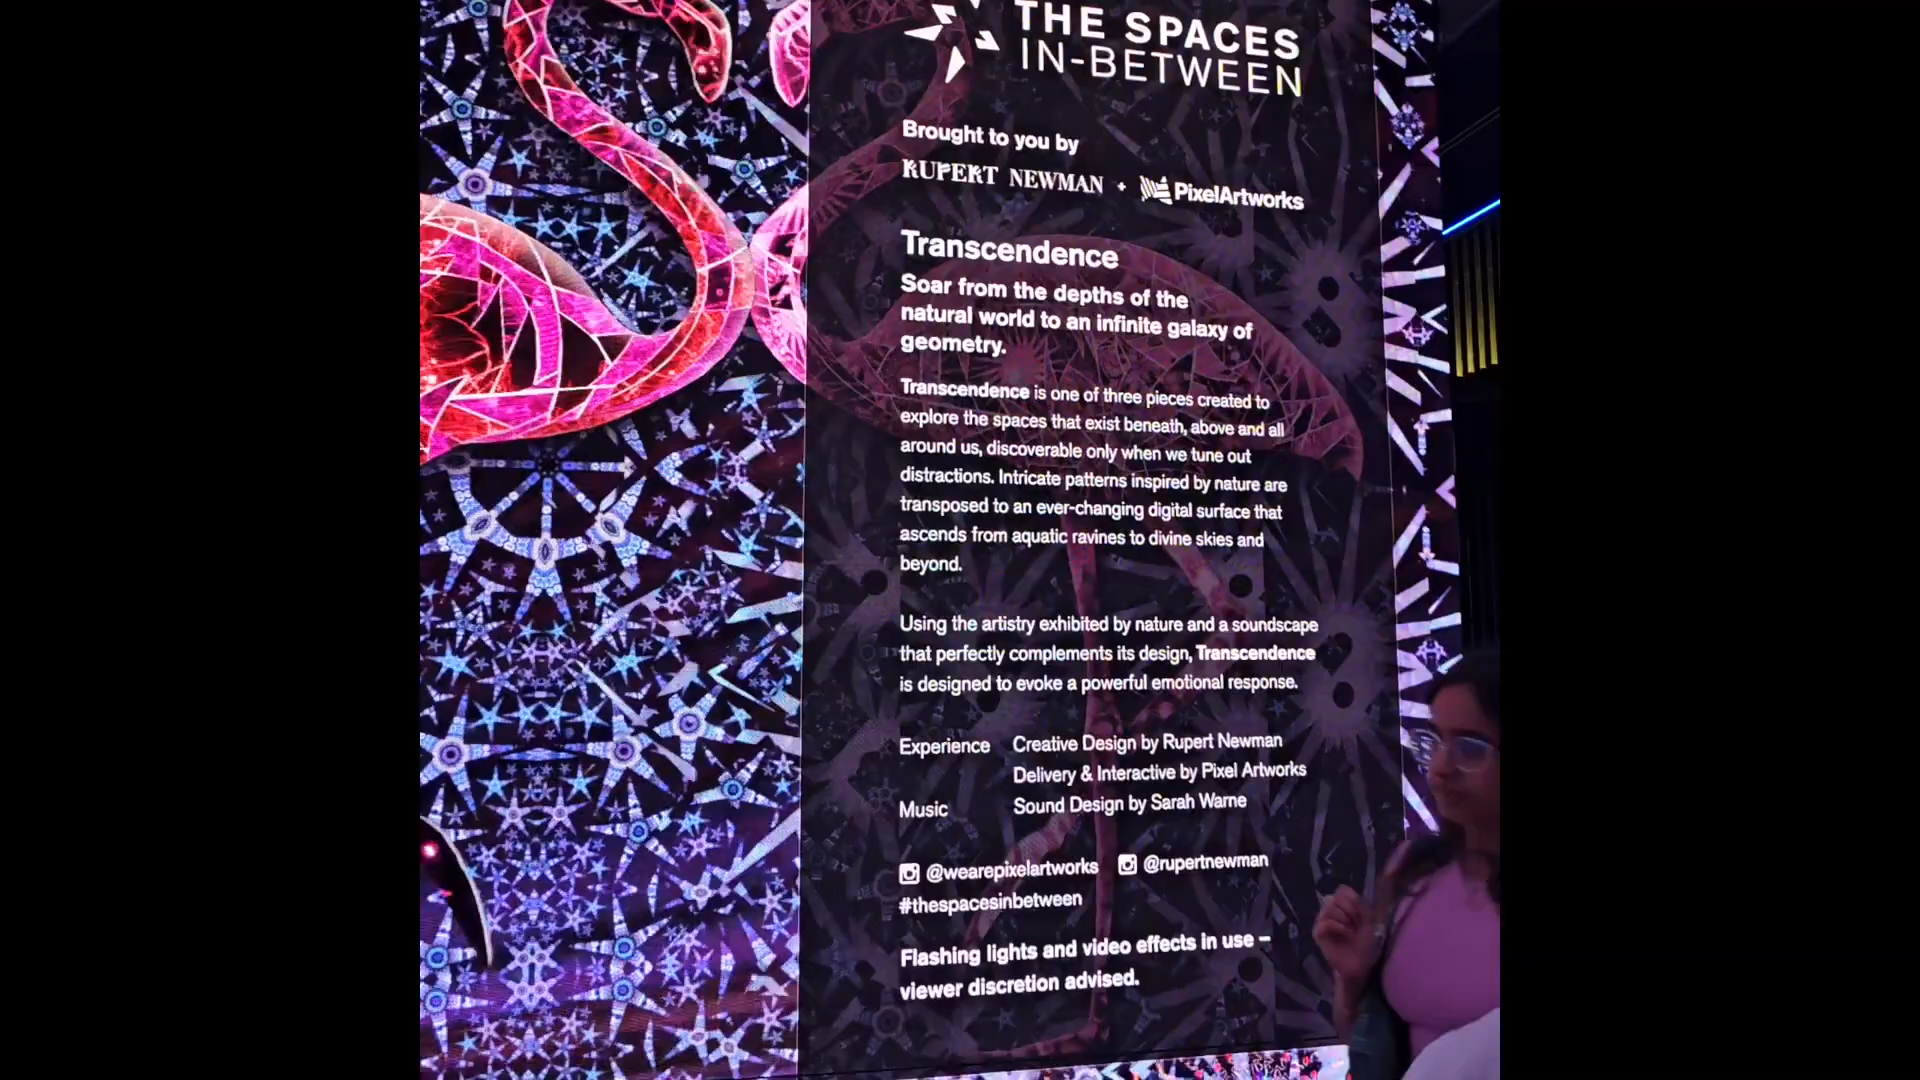 THE SPACES
IN-BETWEEN
Brought to you by
RUPERT NEWMAN + PixelArtworks
Transcendence
Soar from the depths of the
natural world to an infinite galaxy of
geometry.
Transcendence is one of three pieces created to
explore the spaces that exist beneath, above and all
around us, discoverable only when we tune out
distractions. Intricate patterns inspired by nature are
transposed to an ever-changing digital surface that
ascends from aquatic ravines to divine skies and
beyond.
Using the artistry exhibited by nature and a soundscape
that perfectly complements its design, Transcendence
is designed to evoke a powerful emotional response.
Experience Creative Design by Rupert Newman
Delivery & Interactive by Pixel Artworks
Music Sound Design by Sarah Warne
@wearepixelartworks @rupertnewman
#thespacesinbetween
Flashing lights and video effects in use –
viewer discretion advised.